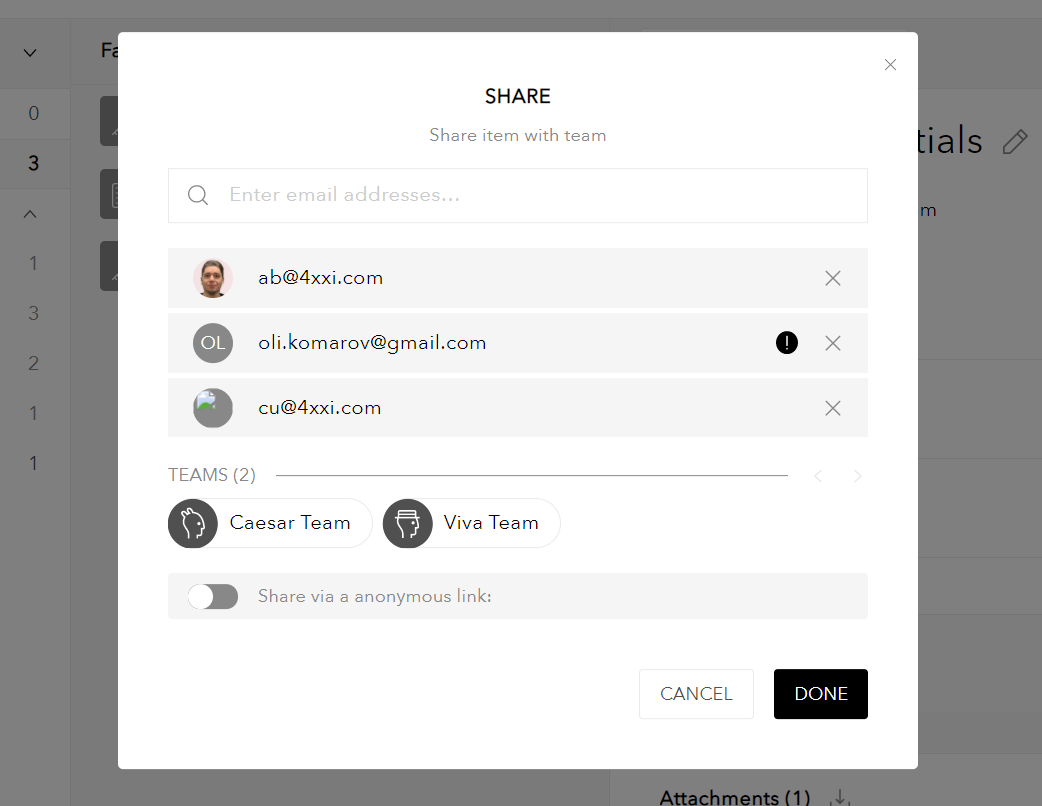 Fa
0
3
1
3
2
1
1
SHARE
Share item with team
Enter email addresses...
ab@4xxi.com
OL oli.komarov@gmail.com !
cu@4xxi.com
TEAMS (2)
Caesar Team Viva Team
Share via a anonymous link:
CANCEL DONE
tials
m
Attachments (1)